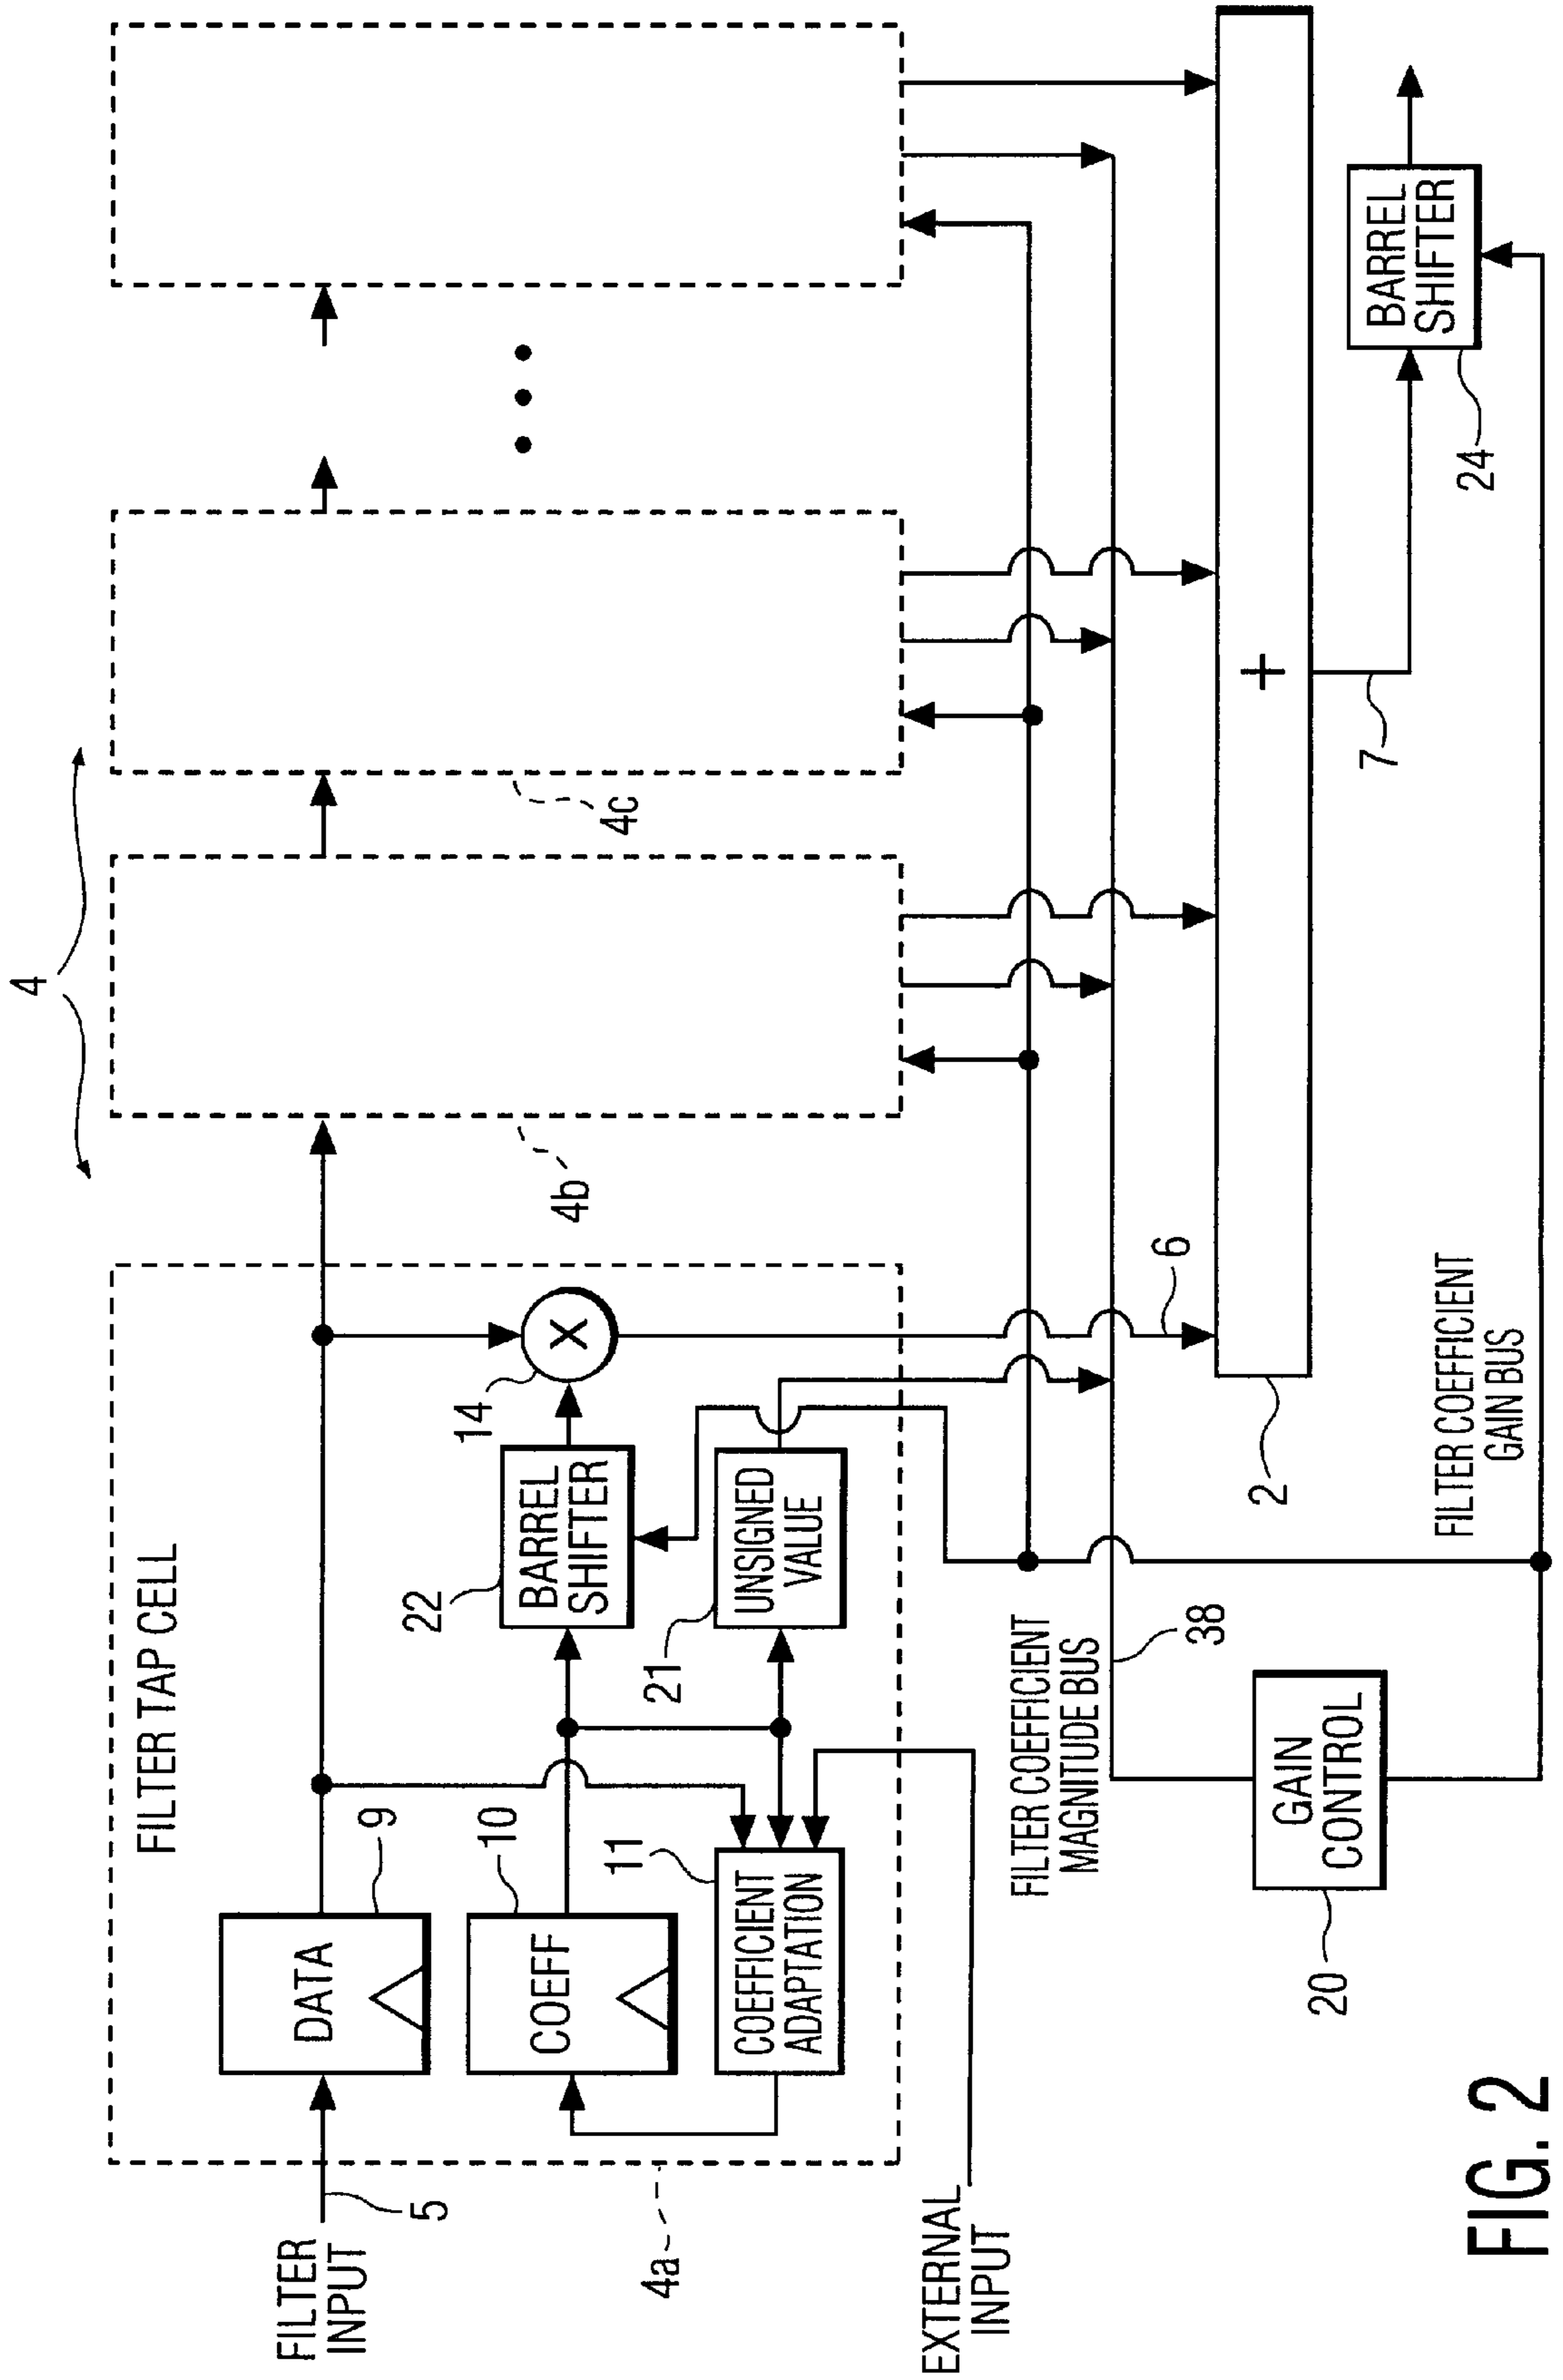 4
FILTER TAP CELL
FILTER
INPUT
5
DATA
9
COEFF
10
COEFFICIENT
ADAPTATION
11
BARREL
SHIFTER
22
UNSIGNED
VALUE
21
X
14
4a
4b
4c
EXTERNAL
INPUT
FILTER COEFFICIENT
MAGNITUDE BUS
38
6
+
2
7
GAIN
CONTROL
20
FILTER COEFFICIENT
GAIN BUS
BARREL
SHIFTER
24
FIG. 2